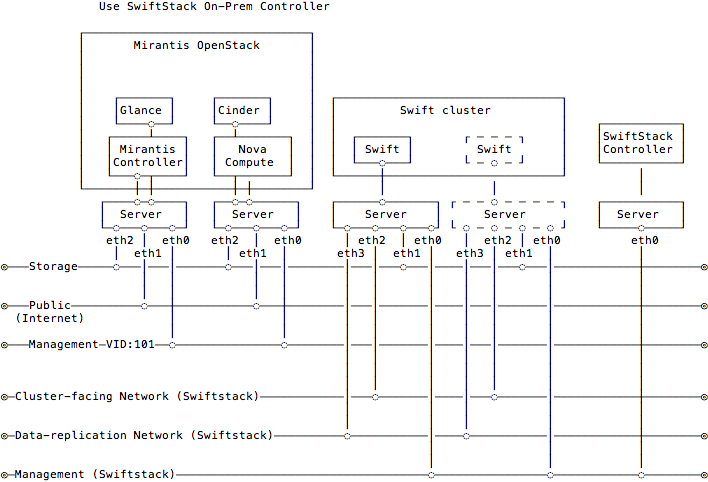 Use SwiftStack On-Prem Controller
Mirantis OpenStack
Glance
Cinder
Swift cluster
SwiftStack
Controller
Mirantis
Controller
Nova
Compute
Swift
Swift
Server
Server
Server
Server
Server
eth2
eth0
eth2
eth0
eth2
eth0
eth2
eth0
eth0
eth1
eth1
eth3
eth1
eth3
eth1
Storage
Public
(Internet)
Management VID:101
Cluster-facing Network (Swiftstack)
Data-replication Network (Swiftstack)
Management (Swiftstack)